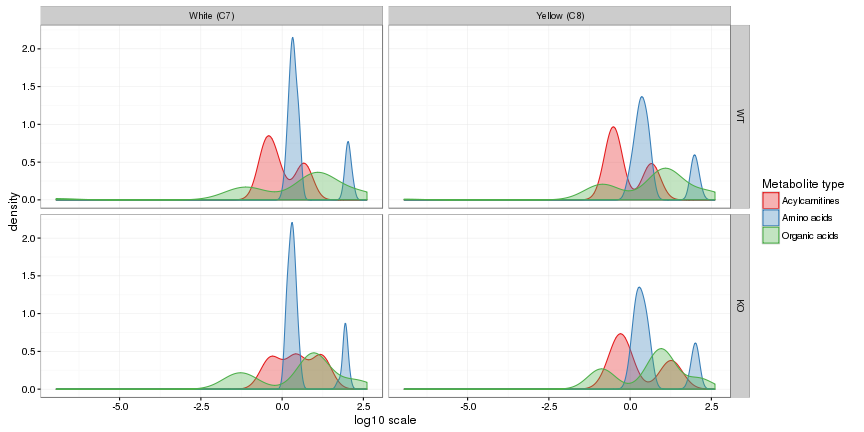 White (C7) Yellow (C8)
2.0
1.5
1.0
0.5
0.0
WT
2.0
1.5
1.0
0.5
0.0
KO
density
-5.0 -2.5 0.0 2.5 -5.0 -2.5 0.0 2.5
log10 scale
Metabolite type
Acylcarnitines
Amino acids
Organic acids